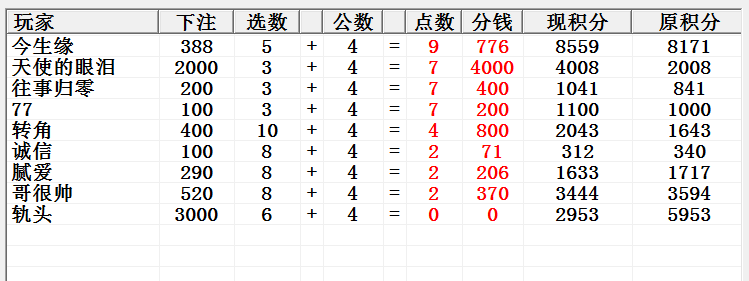 玩家 下注 选数 公数 点数 分钱 现积分 原积分
今生缘 388 5 + 4 = 9 776 8559 8171
天使的眼泪 2000 3 + 4 = 7 4000 4008 2008
往事归零 200 3 + 4 = 7 400 1041 841
77 100 3 + 4 = 7 200 1100 1000
转角 400 10 + 4 = 4 800 2043 1643
诚信 100 8 + 4 = 2 71 312 340
腻爱 290 8 + 4 = 2 206 1633 1717
哥很帅 520 8 + 4 = 2 370 3444 3594
轨头 3000 6 + 4 = 0 0 2953 5953